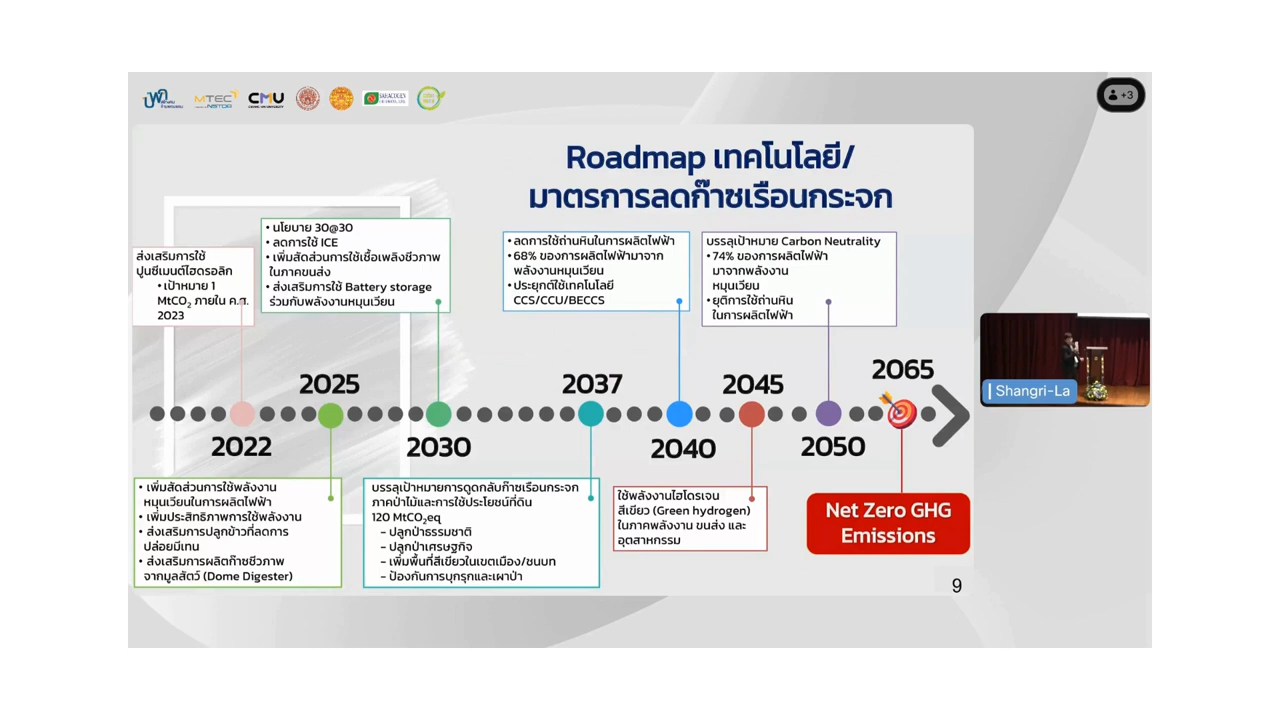 MTEC
NSTDA
CMU
+3
Roadmap เทคโนโลยี/
มาตรการลดก๊าซเรือนกระจก
ส่งเสริมการใช้
ปูนซีเมนต์ไฮดรอลิก
• เป้าหมาย 1
MtCO₂ ภายใน ค.ศ.
2023
• นโยบาย 30@30
• ลดการใช้ ICE
• เพิ่มสัดส่วนการใช้เชื้อเพลิงชีวภาพ
ในภาคขนส่ง
• ส่งเสริมการใช้ Battery storage
ร่วมกับพลังงานหมุนเวียน
• ลดการใช้ถ่านหินในการผลิตไฟฟ้า
• 68% ของการผลิตไฟฟ้ามาจาก
พลังงานหมุนเวียน
• ประยุกต์ใช้เทคโนโลยี
CCS/CCU/BECCS
บรรลุเป้าหมาย Carbon Neutrality
• 74% ของการผลิตไฟฟ้า
มาจากพลังงาน
หมุนเวียน
• ยุติการใช้ถ่านหิน
ในการผลิตไฟฟ้า
2022
2025
2030
2037
2040
2045
2050
2065
• เพิ่มสัดส่วนการใช้พลังงาน
หมุนเวียนในการผลิตไฟฟ้า
• เพิ่มประสิทธิภาพการใช้พลังงาน
• ส่งเสริมการปลูกข้าวที่ลดการ
ปล่อยมีเทน
• ส่งเสริมการผลิตก๊าซชีวภาพ
จากมูลสัตว์ (Dome Digester)
บรรลุเป้าหมายการดูดกลับก๊าซเรือนกระจก
ภาคป่าไม้และการใช้ประโยชน์ที่ดิน
120 MtCO₂eq
- ปลูกป่าธรรมชาติ
- ปลูกป่าเศรษฐกิจ
- เพิ่มพื้นที่สีเขียวในเขตเมือง/ชนบท
- ป้องกันการบุกรุกและเผาป่า
ใช้พลังงานไฮโดรเจน
สีเขียว (Green hydrogen)
ในภาคพลังงาน ขนส่ง และ
อุตสาหกรรม
Net Zero GHG
Emissions
Shangri-La
9